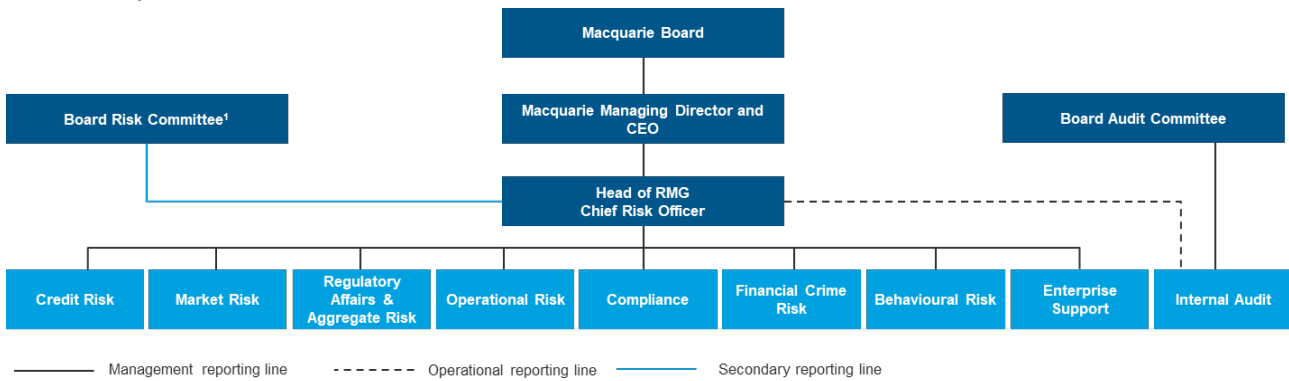 Macquarie Board
Board Risk Committee¹
Macquarie Managing Director and
CEO
Board Audit Committee
Head of RMG
Chief Risk Officer
Credit Risk
Market Risk
Regulatory
Affairs &
Aggregate Risk
Operational Risk
Compliance
Financial Crime
Risk
Behavioural Risk
Enterprise
Support
Internal Audit
Management reporting line
Operational reporting line
Secondary reporting line